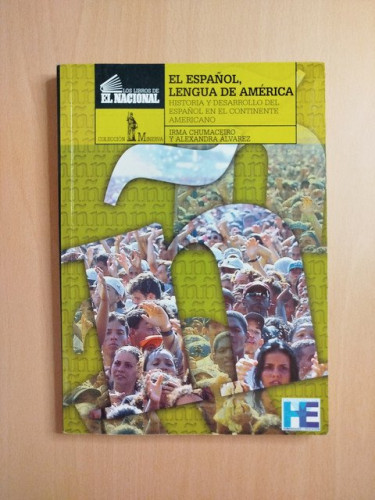 LOS LIBROS DE
EL NACIONAL
COLECCIÓN MINERVA
EL ESPAÑOL,
LENGUA DE AMÉRICA
HISTORIA Y DESARROLLO DEL
ESPAÑOL EN EL CONTINENTE
AMERICANO
IRMA CHUMACEIRO
Y ALEXANDRA ÁLVAREZ
ñ
HE